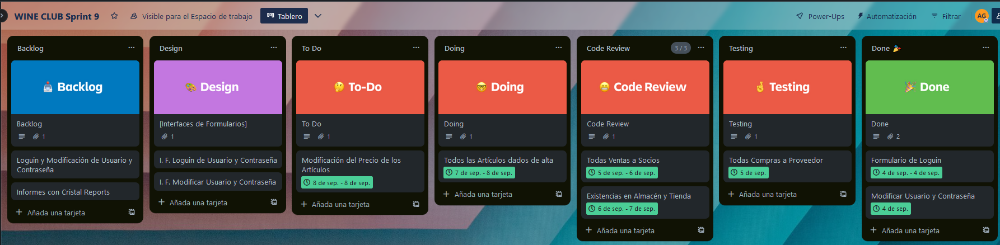 WINE CLUB Sprint 9
Visible para el Espacio de trabajo
Tablero
Power-Ups
Automatización
Filtrar
AG
Backlog
Backlog
Backlog
1
Loguin y Modificación de Usuario y
Contraseña
Informes con Cristal Reports
Añada una tarjeta
Design
Design
[Interfaces de Formularios]
1
I. F. Loguin de Usuario y Contraseña
I. F. Modificar Usuario y Contraseña
Añada una tarjeta
To Do
To-Do
To Do
1
Modificación del Precio de los
Artículos
8 de sep. - 8 de sep.
Añada una tarjeta
Doing
Doing
Doing
1
Todos las Artículos dados de alta
7 de sep. - 8 de sep.
Añada una tarjeta
Code Review
3 / 3
Code Review
Code Review
1
Todas Ventas a Socios
5 de sep. - 6 de sep.
Existencias en Almacén y Tienda
6 de sep. - 7 de sep.
Añada una tarjeta
Testing
Testing
Testing
1
Todas Compras a Proveedor
5 de sep.
Añada una tarjeta
Done 🎉
Done
Done
2
Formulario de Loguin
4 de sep. - 4 de sep.
Modificar Usuario y Contraseña
4 de sep.
Añada una tarjeta